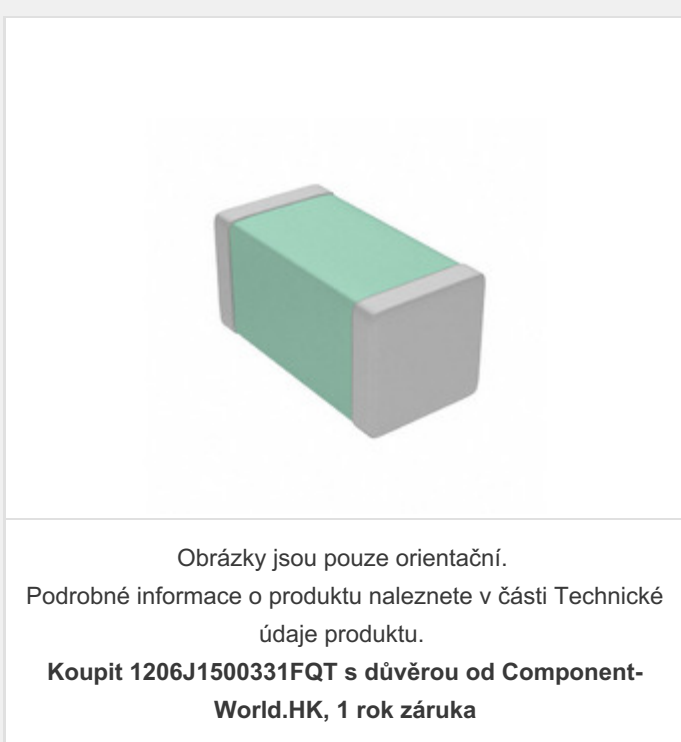 Obrázky jsou pouze orientační.
Podrobné informace o produktu naleznete v části Technické
údaje produktu.
Koupit 1206J1500331FQT s důvěrou od Component-
World.HK, 1 rok záruka